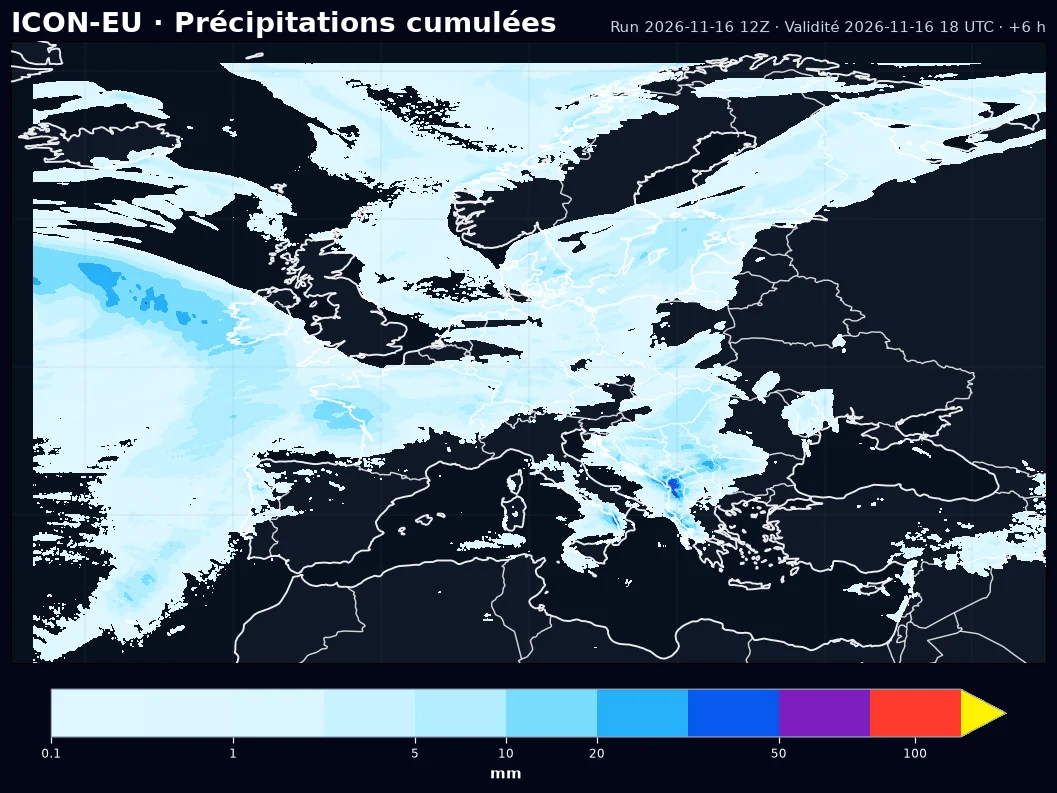 ICON-EU · Précipitations cumulées
Run 2026-11-16 12Z · Validité 2026-11-16 18 UTC · +6 h
0.1 1 5 10 20 50 100
mm